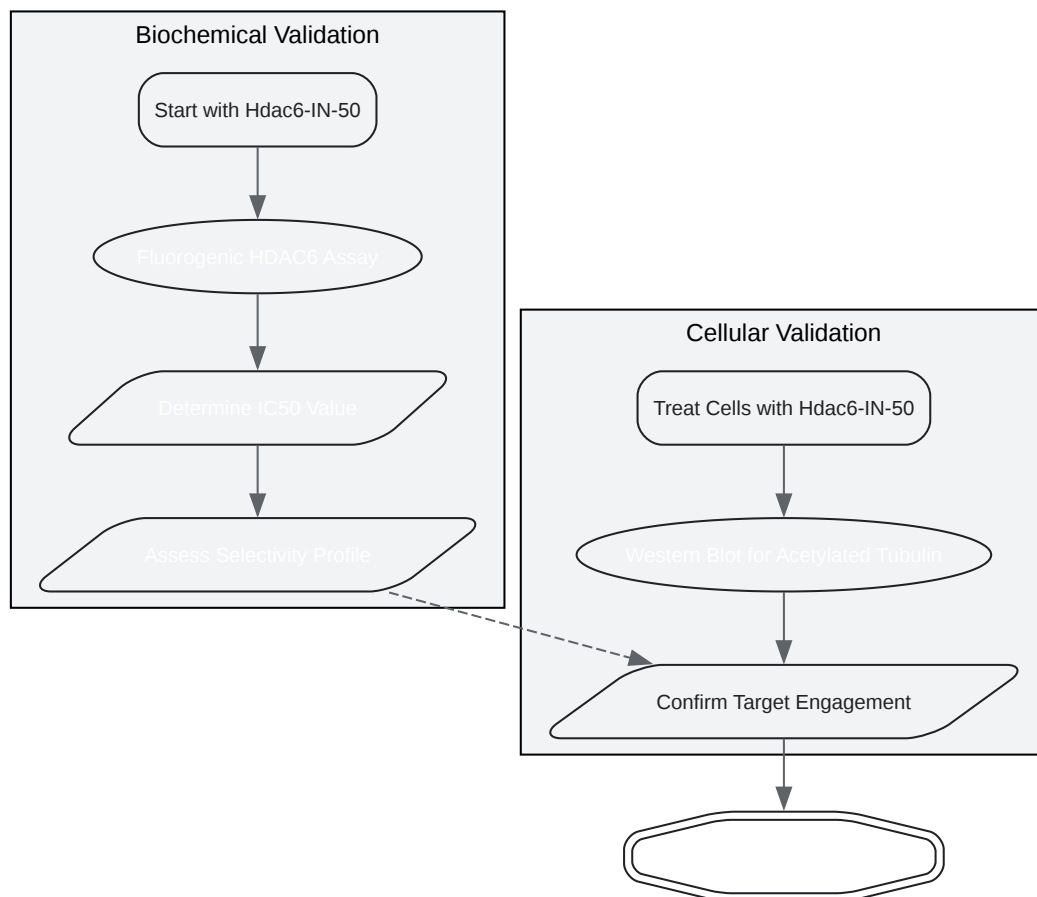 Biochemical Validation
Start with Hdac6-IN-50
Fluorogenic HDAC6 Assay
Determine IC50 Value
Assess Selectivity Profile
Cellular Validation
Treat Cells with Hdac6-IN-50
Western Blot for Acetylated Tubulin
Confirm Target Engagement